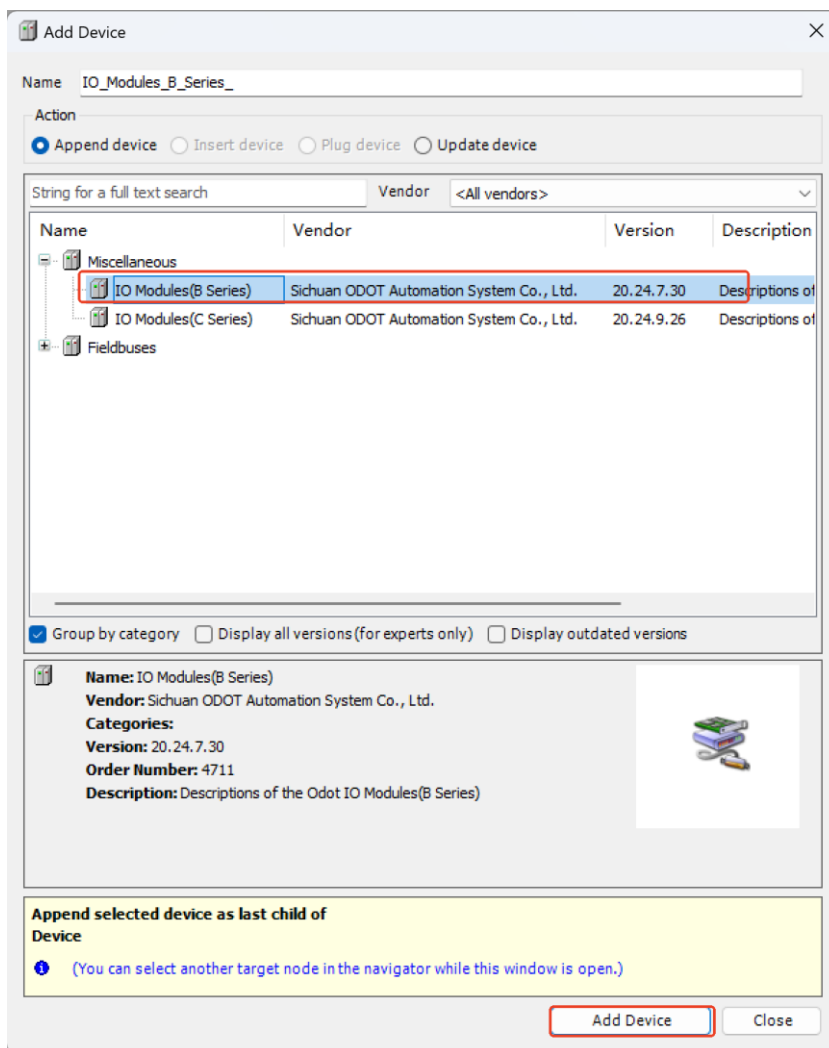 Add Device
Name IO_Modules_B_Series_
Action
Append device Insert device Plug device Update device
String for a full text search Vendor <All vendors>
Name Vendor Version Description
Miscellaneous
IO Modules(B Series) Sichuan ODOT Automation System Co., Ltd. 20.24.7.30 Descriptions of
IO Modules(C Series) Sichuan ODOT Automation System Co., Ltd. 20.24.9.26 Descriptions of
Fieldbuses
Group by category Display all versions(for experts only) Display outdated versions
Name: IO Modules(B Series)
Vendor: Sichuan ODOT Automation System Co., Ltd.
Categories:
Version: 20.24.7.30
Order Number: 4711
Description: Descriptions of the Odot IO Modules(B Series)
Append selected device as last child of
Device
(You can select another target node in the navigator while this window is open.)
Add Device Close